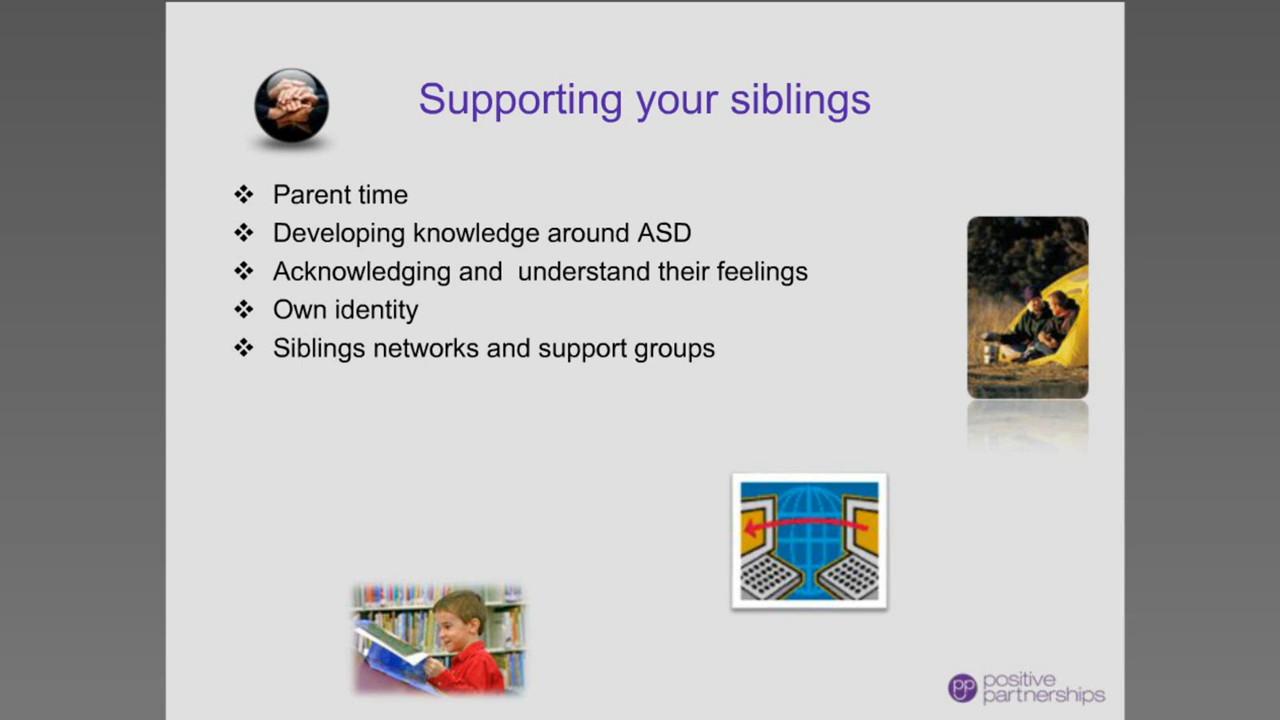 Supporting your siblings
Parent time
Developing knowledge around ASD
Acknowledging and  understand their feelings
Own identity
Siblings networks and support groups
pp positive
partnerships